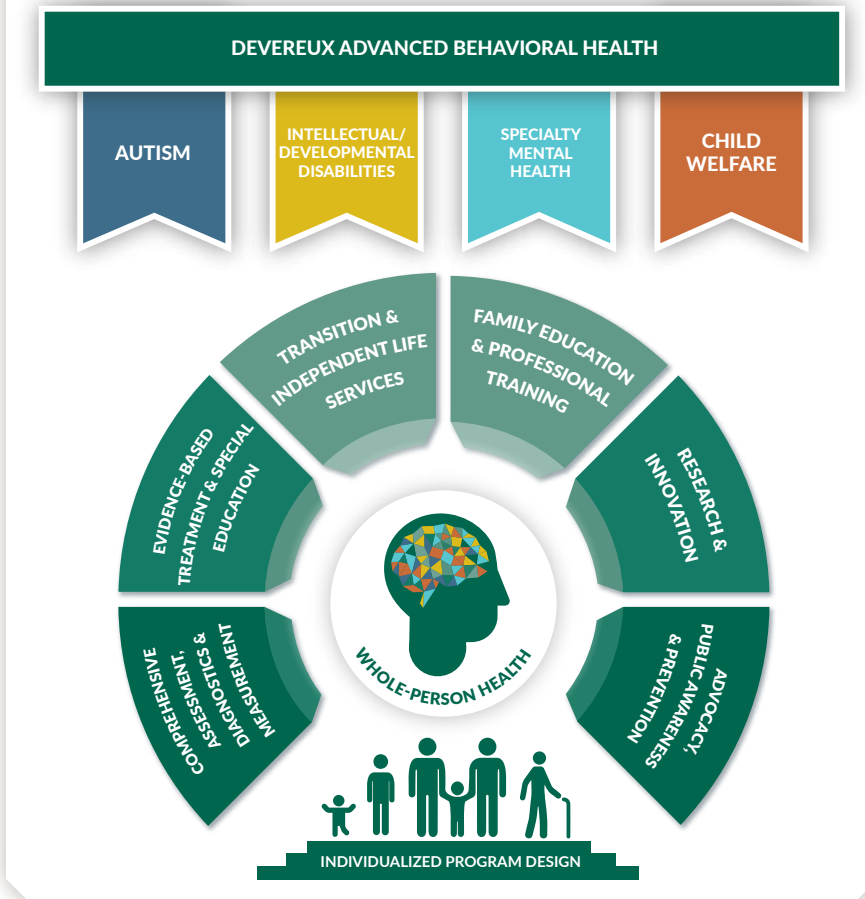 DEVEREUX ADVANCED BEHAVIORAL HEALTH
AUTISM
INTELLECTUAL/
DEVELOPMENTAL
DISABILITIES
SPECIALTY
MENTAL
HEALTH
CHILD
WELFARE
COMPREHENSIVE
ASSESSMENT,
DIAGNOSTICS &
MEASUREMENT
EVIDENCE-BASED
TREATMENT & SPECIAL
EDUCATION
TRANSITION &
INDEPENDENT LIFE
SERVICES
FAMILY EDUCATION
& PROFESSIONAL
TRAINING
RESEARCH &
INNOVATION
ADVOCACY,
PUBLIC AWARENESS
& PREVENTION
WHOLE-PERSON HEALTH
INDIVIDUALIZED PROGRAM DESIGN